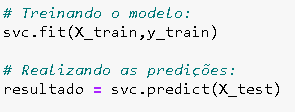 # Treinando o modelo:
svc.fit(X_train,y_train)
# Realizando as predições:
resultado = svc.predict(X_test)